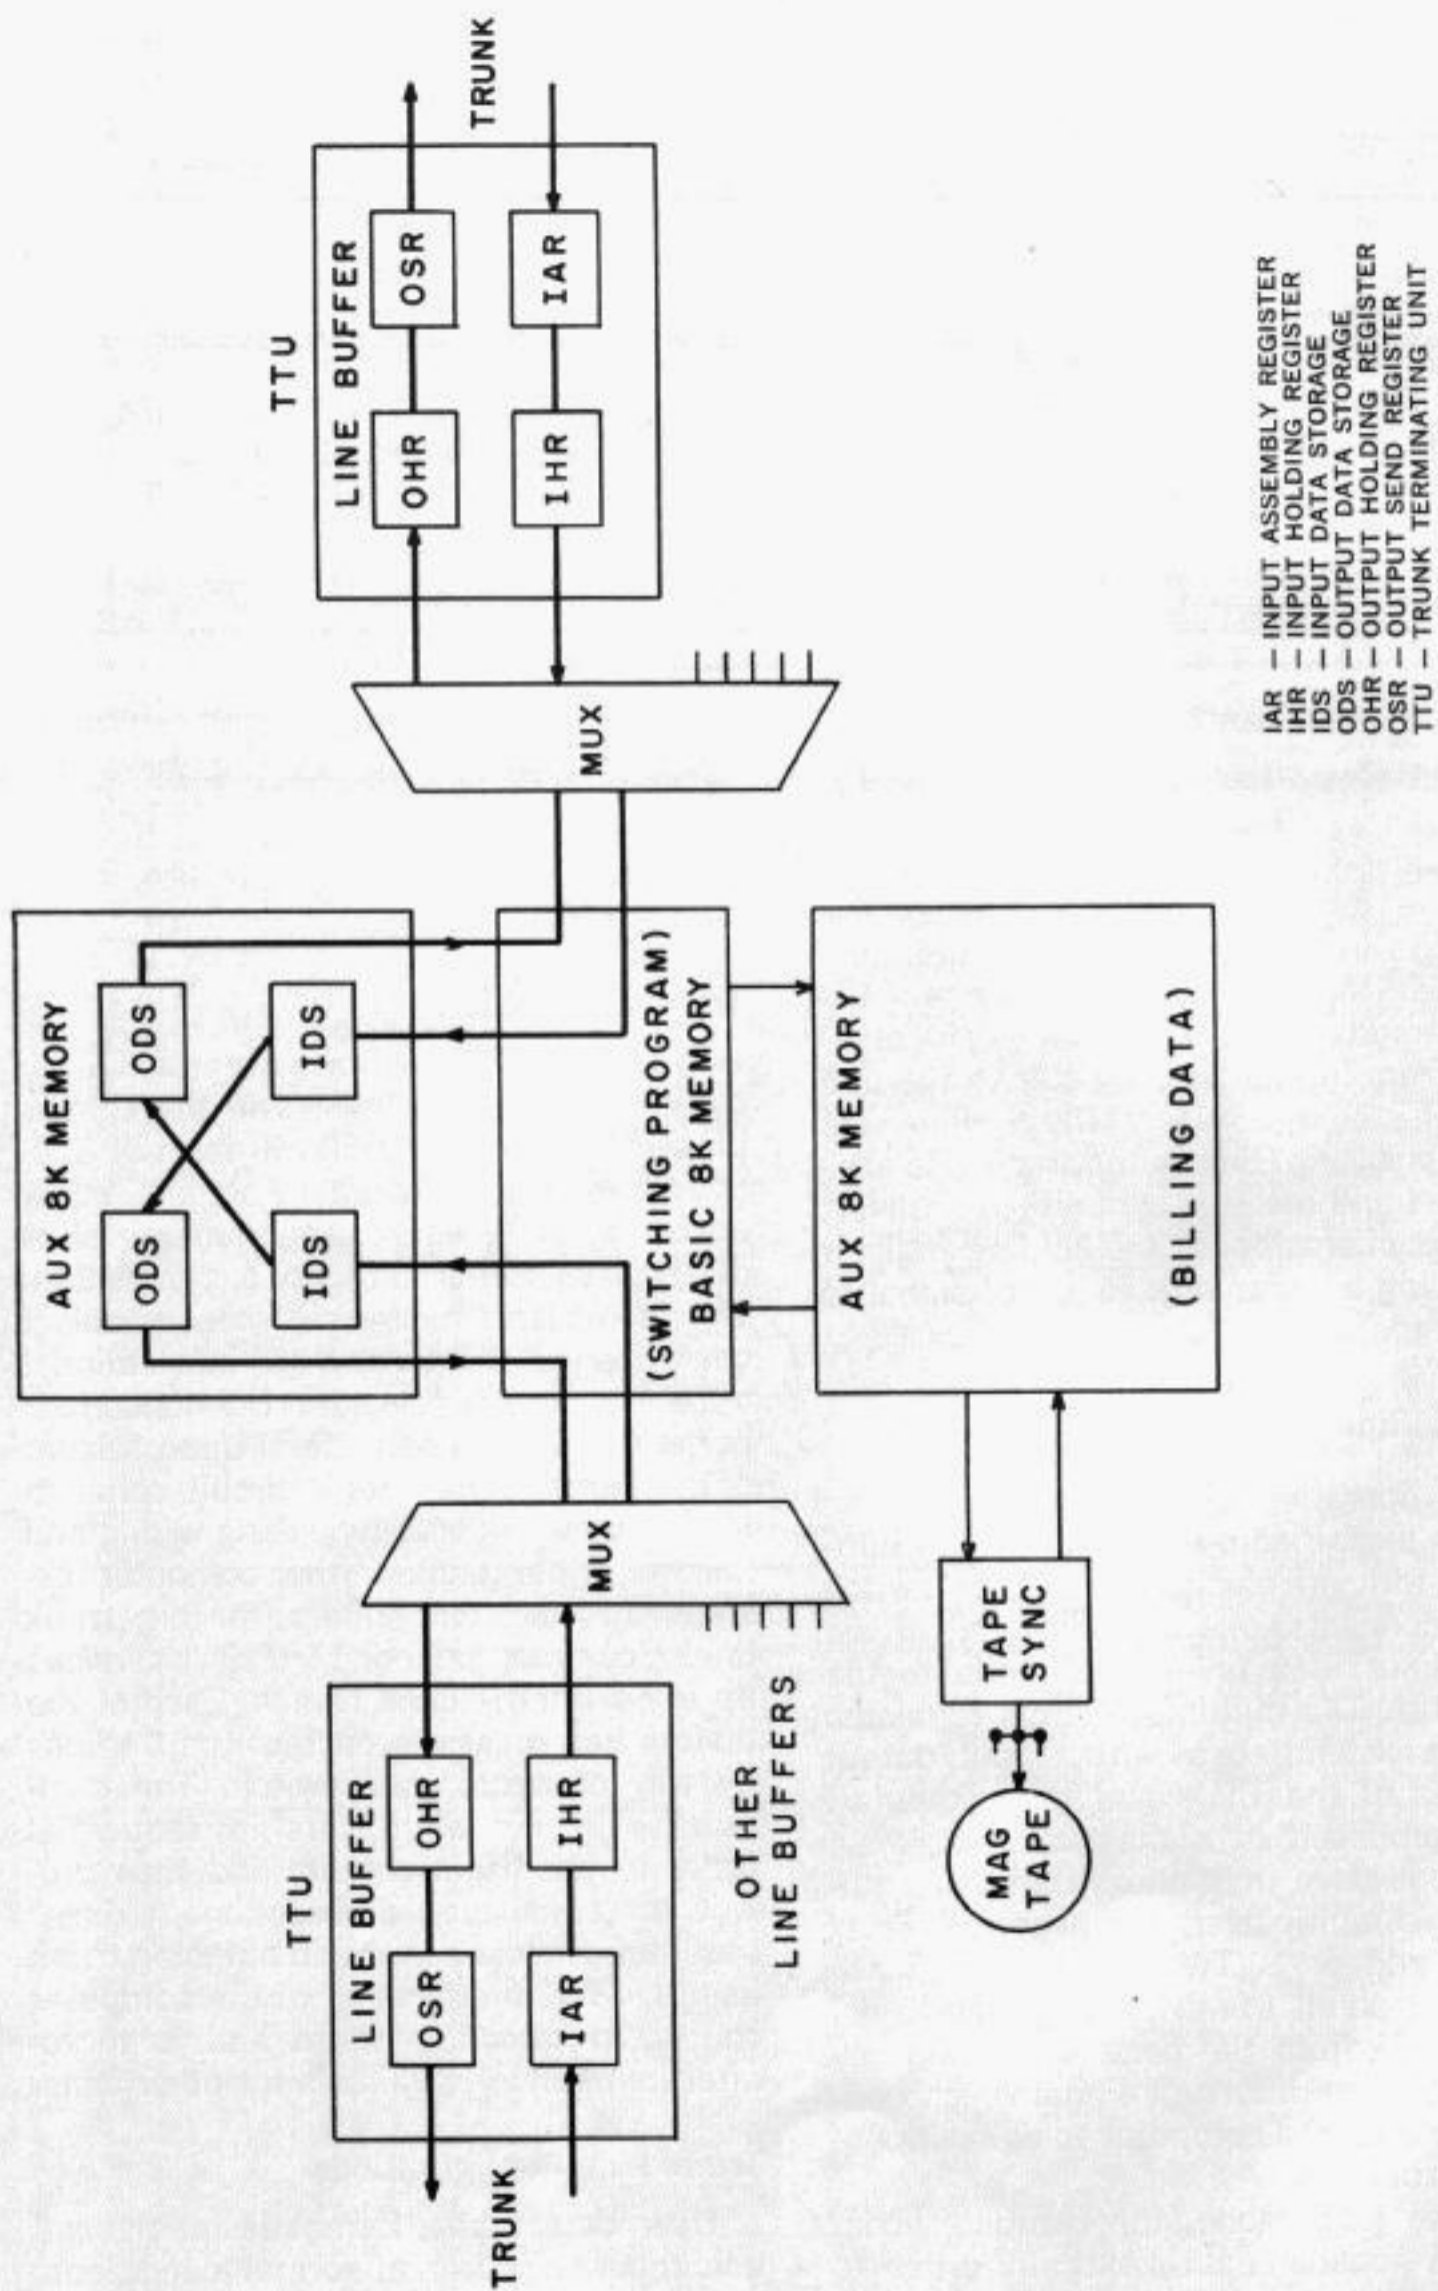 TTU
LINE BUFFER
OSR
OHR
IAR
IHR
TRUNK
MUX
OTHER
LINE BUFFERS
AUX 8K MEMORY
ODS
ODS
IDS
IDS
(SWITCHING PROGRAM)
BASIC 8K MEMORY
AUX 8K MEMORY
(BILLING DATA)
TAPE
SYNC
MAG
TAPE
MUX
TTU
LINE BUFFER
OHR
OSR
IHR
IAR
TRUNK
IAR – INPUT ASSEMBLY REGISTER
IHR – INPUT HOLDING REGISTER
IDS – INPUT DATA STORAGE
ODS – OUTPUT DATA STORAGE
OHR – OUTPUT HOLDING REGISTER
OSR – OUTPUT SEND REGISTER
TTU – TRUNK TERMINATING UNIT